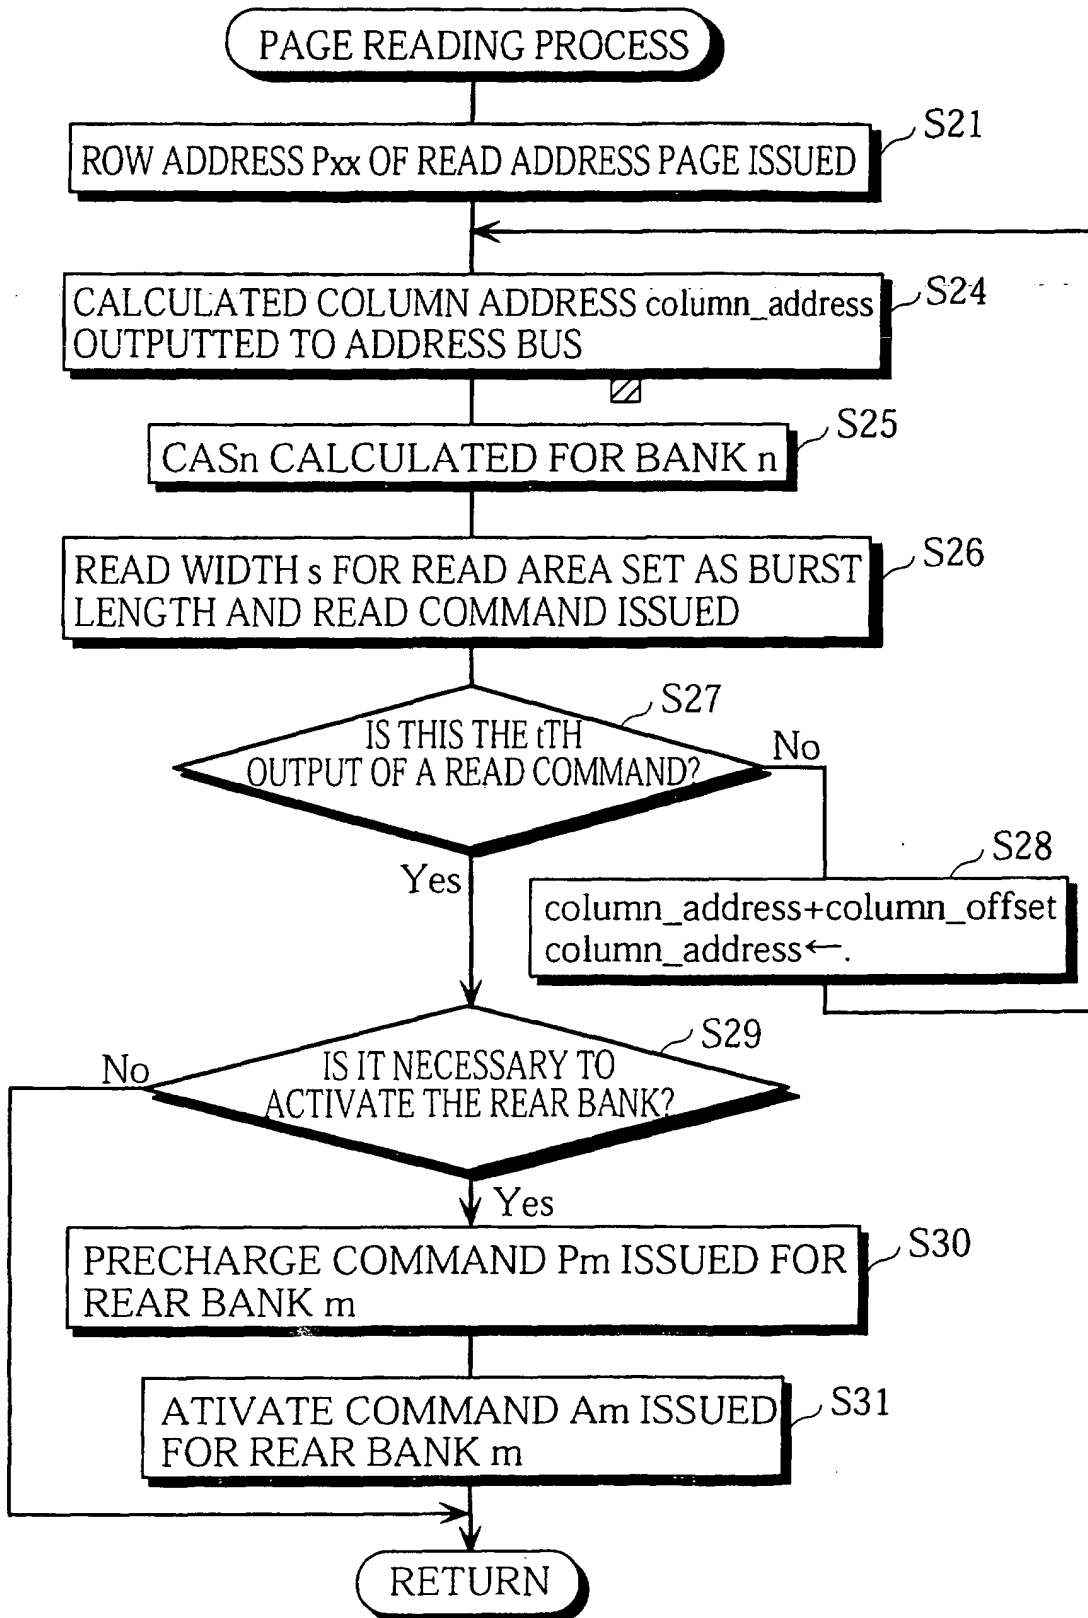 PAGE READING PROCESS
S21
ROW ADDRESS Pxx OF READ ADDRESS PAGE ISSUED
S24
CALCULATED COLUMN ADDRESS column_address
OUTPUTTED TO ADDRESS BUS
S25
CASn CALCULATED FOR BANK n
S26
READ WIDTH s FOR READ AREA SET AS BURST
LENGTH AND READ COMMAND ISSUED
S27
IS THIS THE tTH
OUTPUT OF A READ COMMAND?
No
Yes
S28
column_address+column_offset
column_address←.
S29
IS IT NECESSARY TO
ACTIVATE THE REAR BANK?
No
Yes
S30
PRECHARGE COMMAND Pm ISSUED FOR
REAR BANK m
S31
ATIVATE COMMAND Am ISSUED
FOR REAR BANK m
RETURN